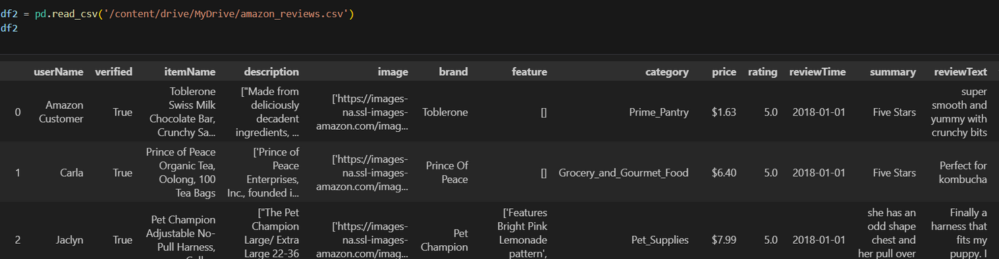 df2 = pd.read_csv('/content/drive/MyDrive/amazon_reviews.csv')
df2
userName verified itemName description image brand feature category price rating reviewTime summary reviewText
0 Amazon Customer True Toblerone Swiss Milk Chocolate Bar, Crunchy Sa... ["Made from deliciously decadent ingredients, ... ['https://images-na.ssl-images-amazon.com/imag... Toblerone [] Prime_Pantry $1.63 5.0 2018-01-01 Five Stars super smooth and yummy with crunchy bits
1 Carla True Prince of Peace Organic Tea, Oolong, 100 Tea Bags ['Prince of Peace Enterprises, Inc., founded i... ['https://images-na.ssl-images-amazon.com/imag... Prince Of Peace [] Grocery_and_Gourmet_Food $6.40 5.0 2018-01-01 Five Stars Perfect for kombucha
2 Jaclyn True Pet Champion Adjustable No-Pull Harness, ["The Pet Champion Large/ Extra Large 22-36 ['https://images-na.ssl-images-amazon.com/imag... Pet Champion ['Features Bright Pink Lemonade pattern', Pet_Supplies $7.99 5.0 2018-01-01 she has an odd shape chest and her pull over Finally a harness that fits my puppy. I